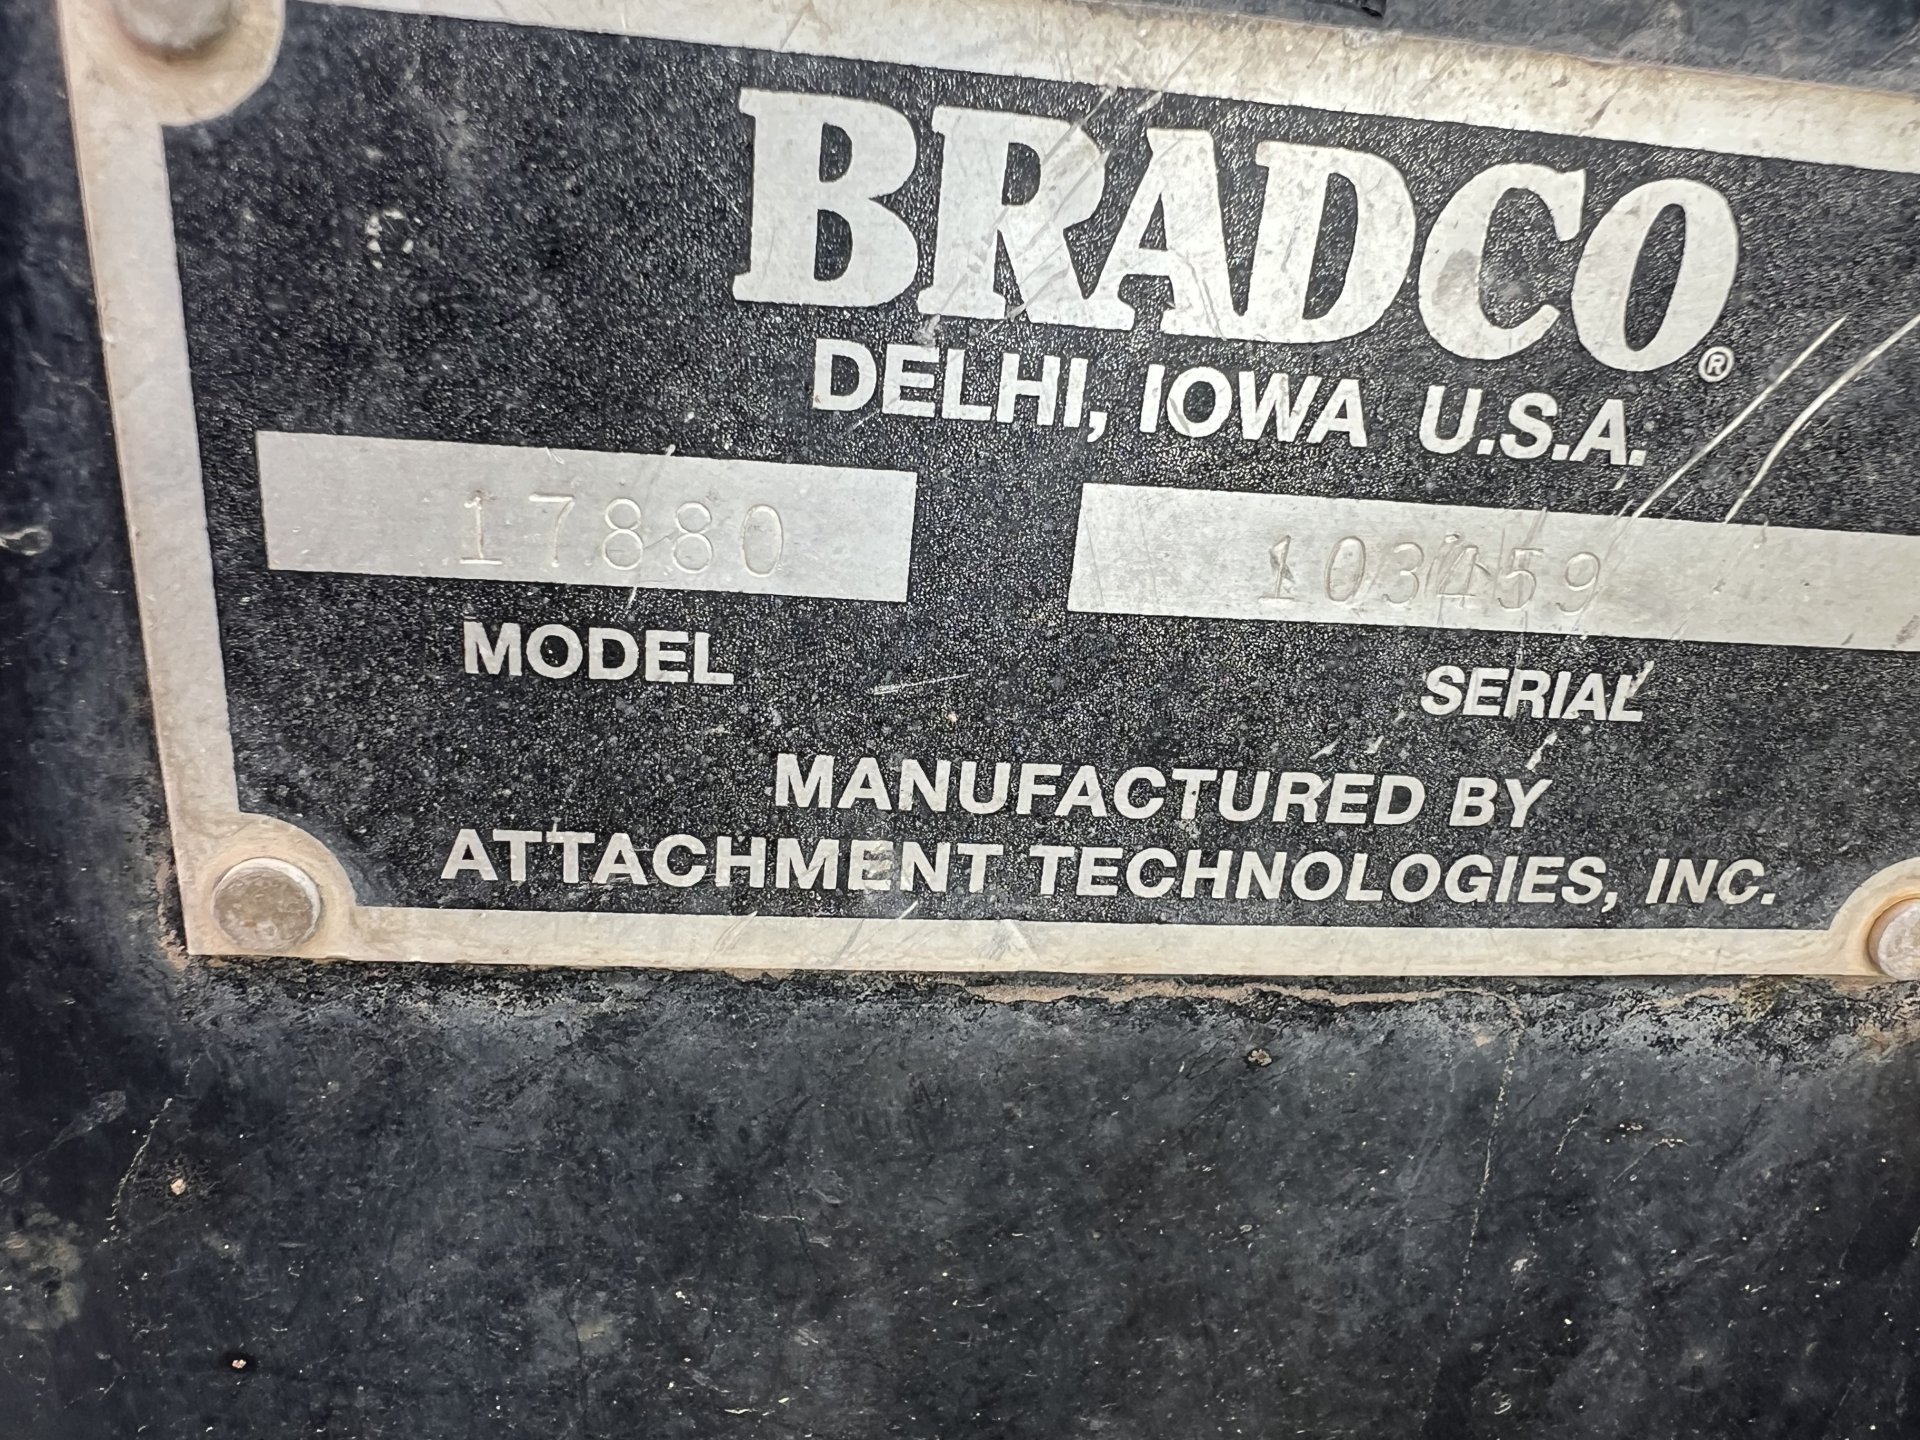 BRADCO®
DELHI, IOWA U.S.A.
17880 103459
MODEL SERIAL
MANUFACTURED BY
ATTACHMENT TECHNOLOGIES, INC.